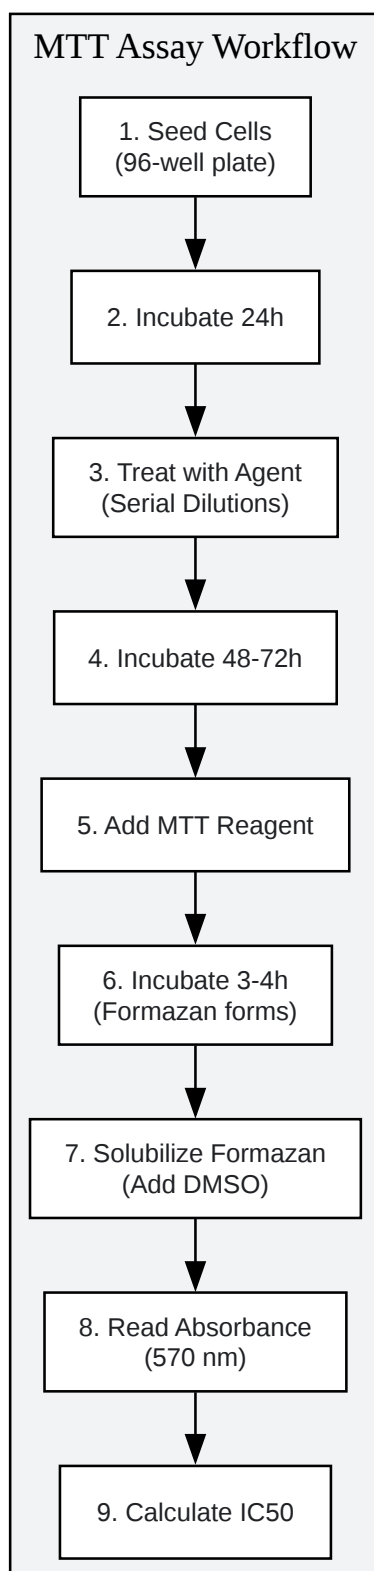 MTT Assay Workflow
1. Seed Cells
(96-well plate)
2. Incubate 24h
3. Treat with Agent
(Serial Dilutions)
4. Incubate 48-72h
5. Add MTT Reagent
6. Incubate 3-4h
(Formazan forms)
7. Solubilize Formazan
(Add DMSO)
8. Read Absorbance
(570 nm)
9. Calculate IC50